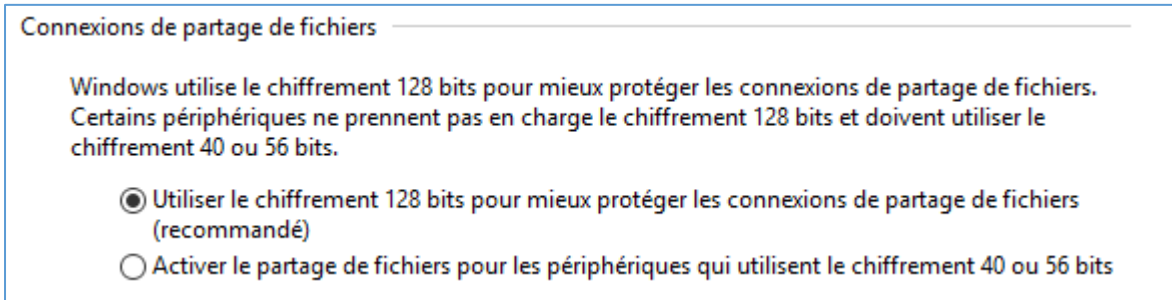 Connexions de partage de fichiers
Windows utilise le chiffrement 128 bits pour mieux protéger les connexions de partage de fichiers.
Certains périphériques ne prennent pas en charge le chiffrement 128 bits et doivent utiliser le
chiffrement 40 ou 56 bits.
Utiliser le chiffrement 128 bits pour mieux protéger les connexions de partage de fichiers
(recommandé)
Activer le partage de fichiers pour les périphériques qui utilisent le chiffrement 40 ou 56 bits